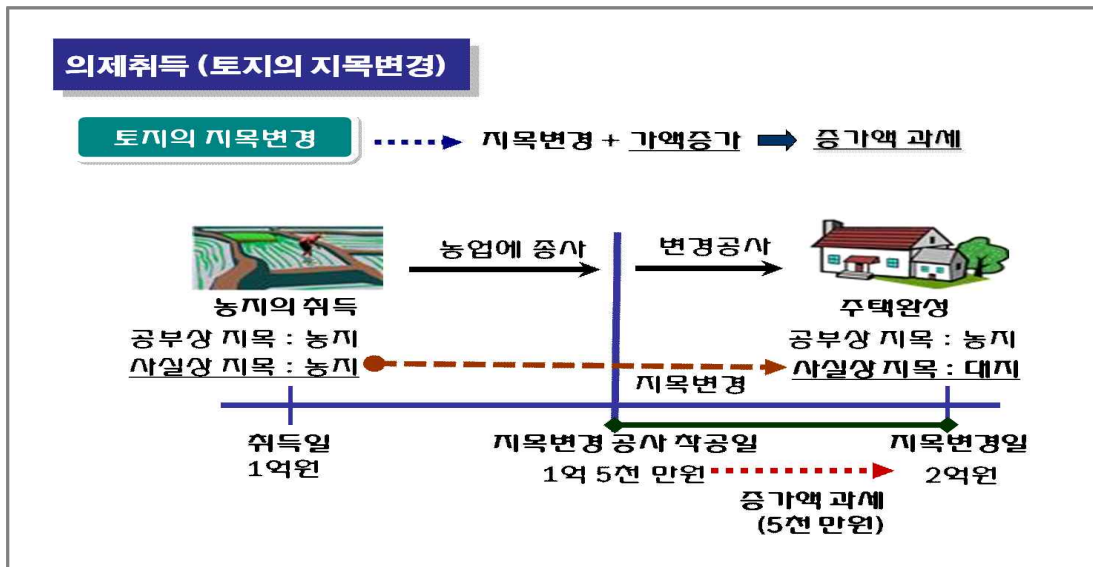 의제취득 (토지의 지목변경)
토지의 지목변경
지목변경 + 가액증가
증가액 과세
농업에 종사
변경공사
농지의 취득
공부상 지목 : 농지
사실상 지목 : 농지
주택완성
공부상 지목 : 농지
사실상 지목 : 대지
지목변경
취득일
1억원
지목변경 공사 착공일
1억 5천 만원
지목변경일
2억원
증가액 과세
(5천 만원)